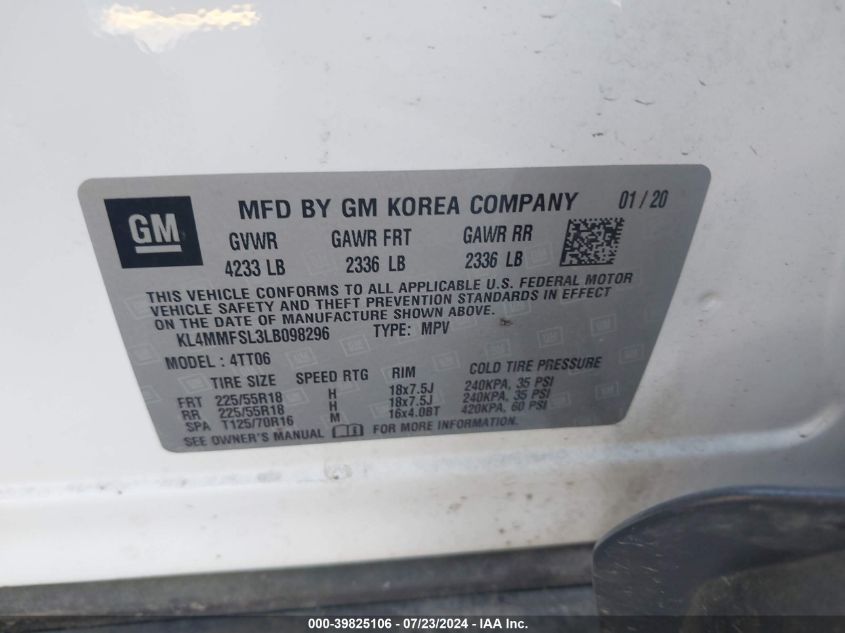 GM
MFD BY GM KOREA COMPANY 01 / 20
GVWR GAWR FRT GAWR RR
4233 LB 2336 LB 2336 LB
THIS VEHICLE CONFORMS TO ALL APPLICABLE U.S. FEDERAL MOTOR
VEHICLE SAFETY AND THEFT PREVENTION STANDARDS IN EFFECT
ON THE DATE OF MANUFACTURE SHOWN ABOVE.
KL4MMFSL3LB098296 TYPE: MPV
MODEL : 4TT06
TIRE SIZE SPEED RTG RIM COLD TIRE PRESSURE
FRT 225/55R18 H 18x7.5J 240KPA, 35 PSI
RR 225/55R18 H 18x7.5J 240KPA, 35 PSI
SPA T125/70R16 M 16x4.0BT 420KPA, 60 PSI
SEE OWNER'S MANUAL FOR MORE INFORMATION.
000-39825106 - 07/23/2024 - IAA Inc.